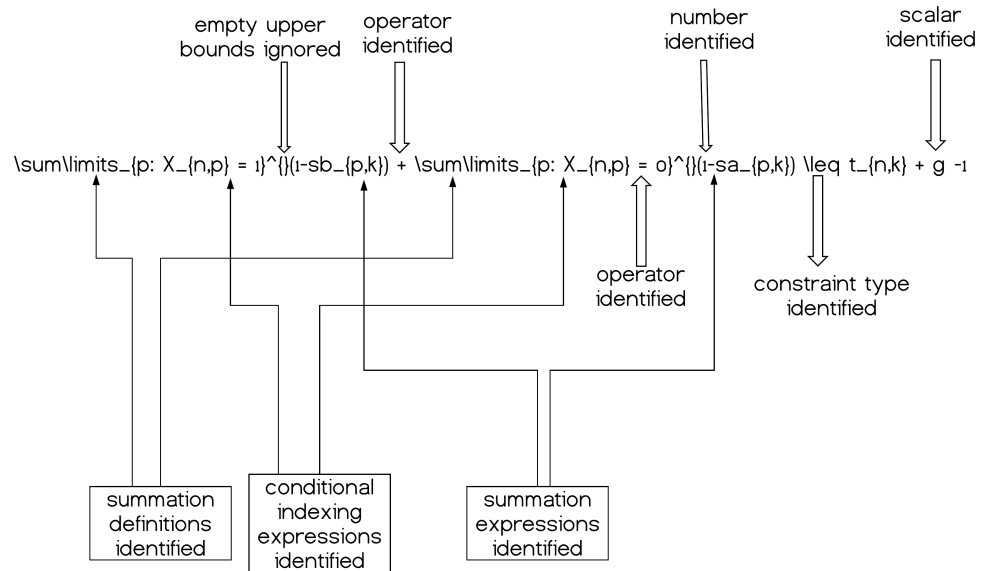 empty upper
bounds ignored
operator
identified
number
identified
scalar
identified
\sum\limits_{p: X_{n,p} = 1}^{}(1-sb_{p,k}) + \sum\limits_{p: X_{n,p} = 0}^{}(1-sa_{p,k}) \leq t_{n,k} + g -1
operator
identified
constraint type
identified
summation
definitions
identified
conditional
indexing
expressions
identified
summation
expressions
identified